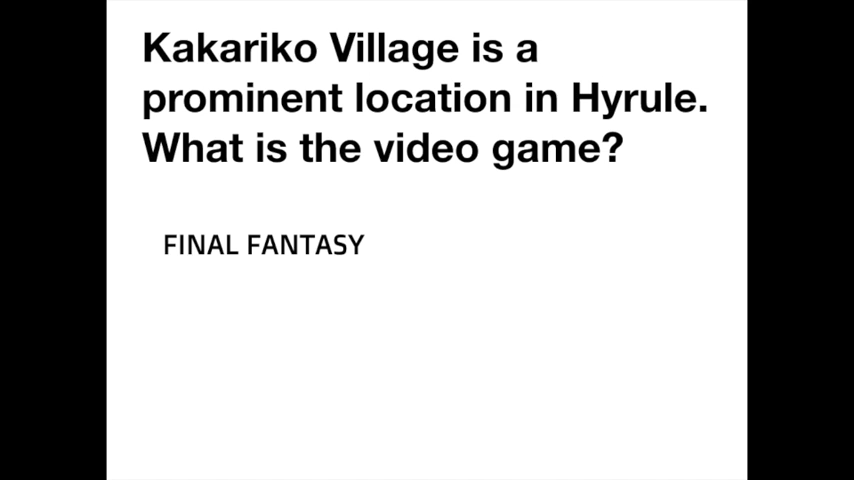 Kakariko Village is a
prominent location in Hyrule.
What is the video game?
FINAL FANTASY